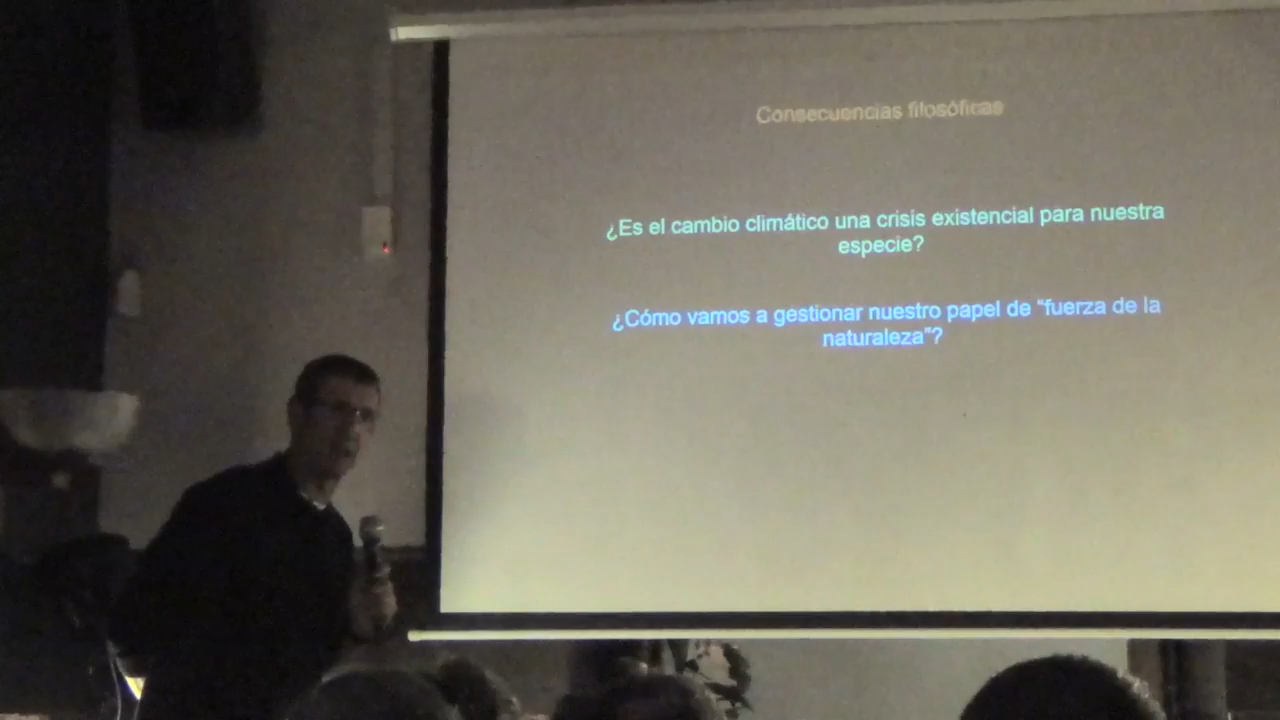 Consecuencias filosóficas
¿Es el cambio climático una crisis existencial para nuestra
especie?
¿Cómo vamos a gestionar nuestro papel de “fuerza de la
naturaleza”?